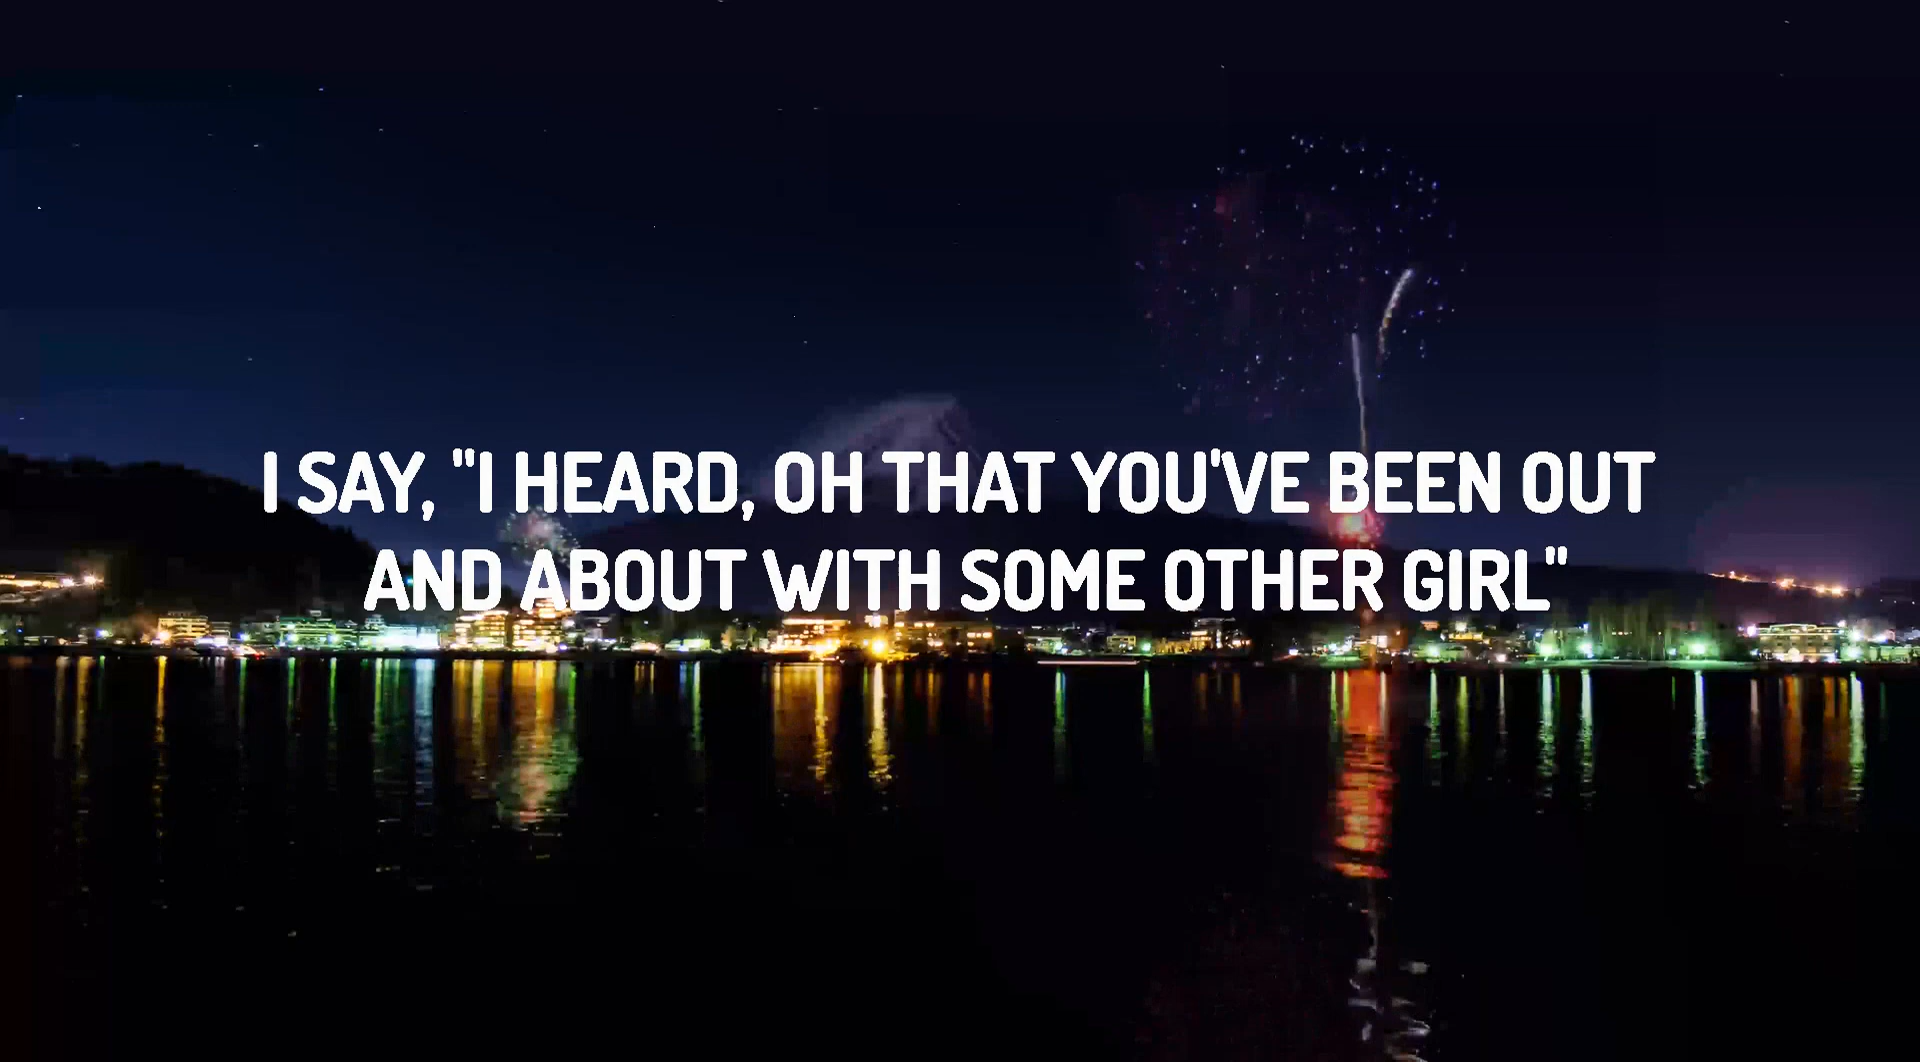 I SAY, "I HEARD, OH THAT YOU'VE BEEN OUT
AND ABOUT WITH SOME OTHER GIRL"